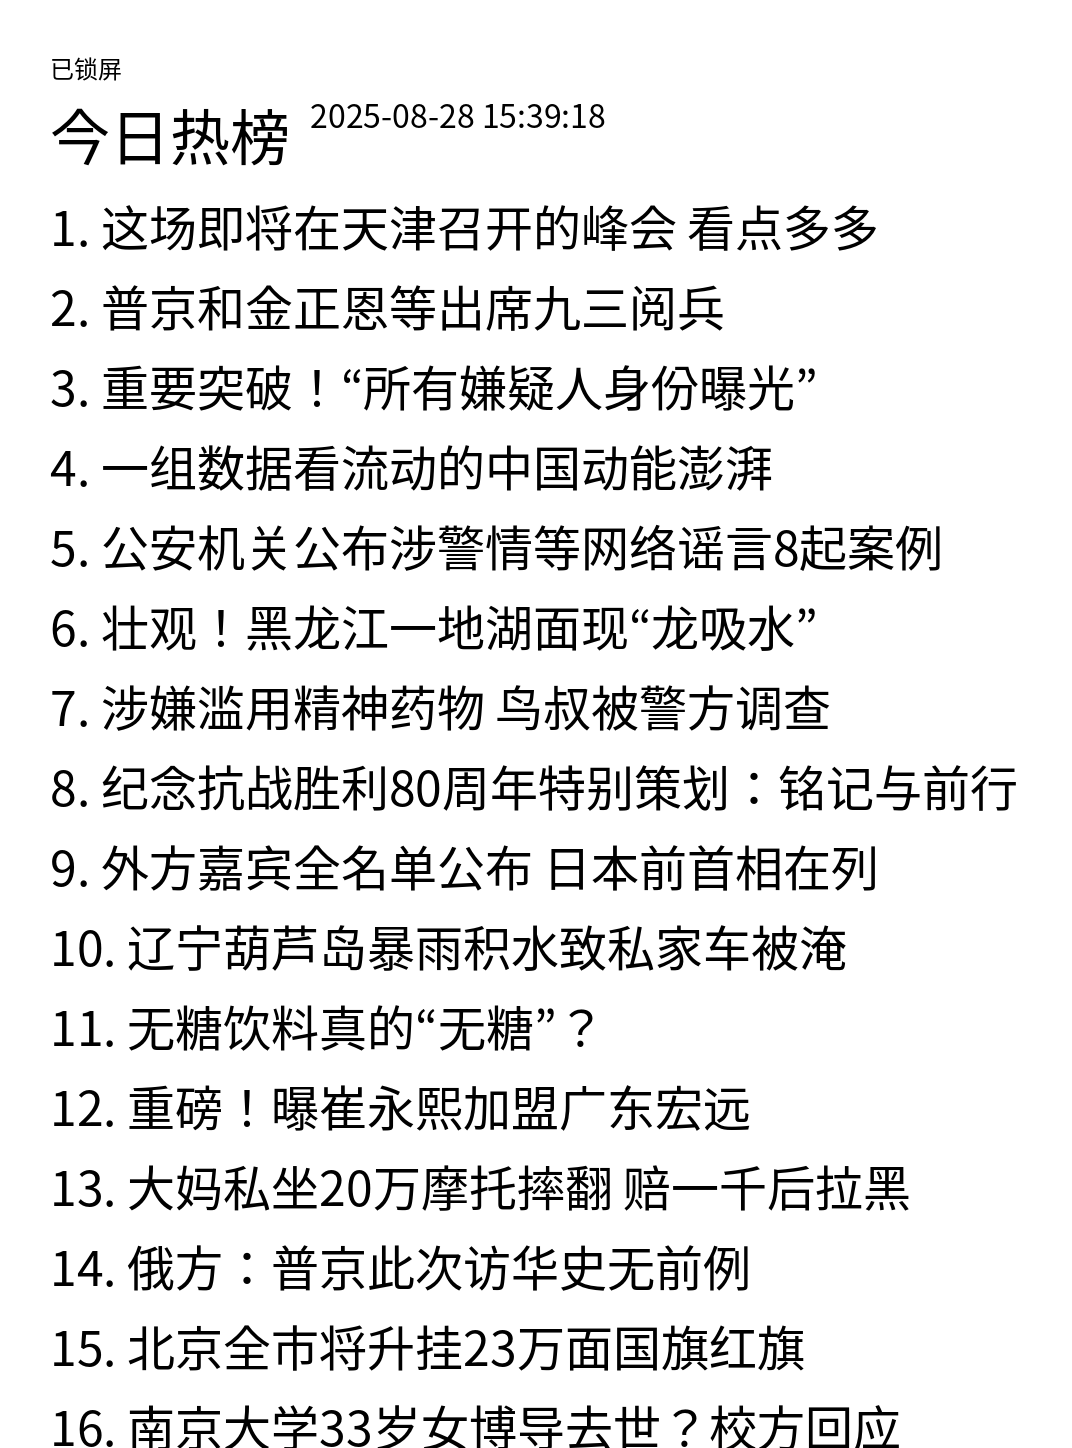 已锁屏
今日热榜 2025-08-28 15:39:18
1. 这场即将在天津召开的峰会 看点多多
2. 普京和金正恩等出席九三阅兵
3. 重要突破！“所有嫌疑人身份曝光”
4. 一组数据看流动的中国动能澎湃
5. 公安机关公布涉警情等网络谣言8起案例
6. 壮观！黑龙江一地湖面现“龙吸水”
7. 涉嫌滥用精神药物 鸟叔被警方调查
8. 纪念抗战胜利80周年特别策划：铭记与前行
9. 外方嘉宾全名单公布 日本前首相在列
10. 辽宁葫芦岛暴雨积水致私家车被淹
11. 无糖饮料真的“无糖”？
12. 重磅！曝崔永熙加盟广东宏远
13. 大妈私坐20万摩托摔翻 赔一千后拉黑
14. 俄方：普京此次访华史无前例
15. 北京全市将升挂23万面国旗红旗
16. 南京大学33岁女博导去世？校方回应